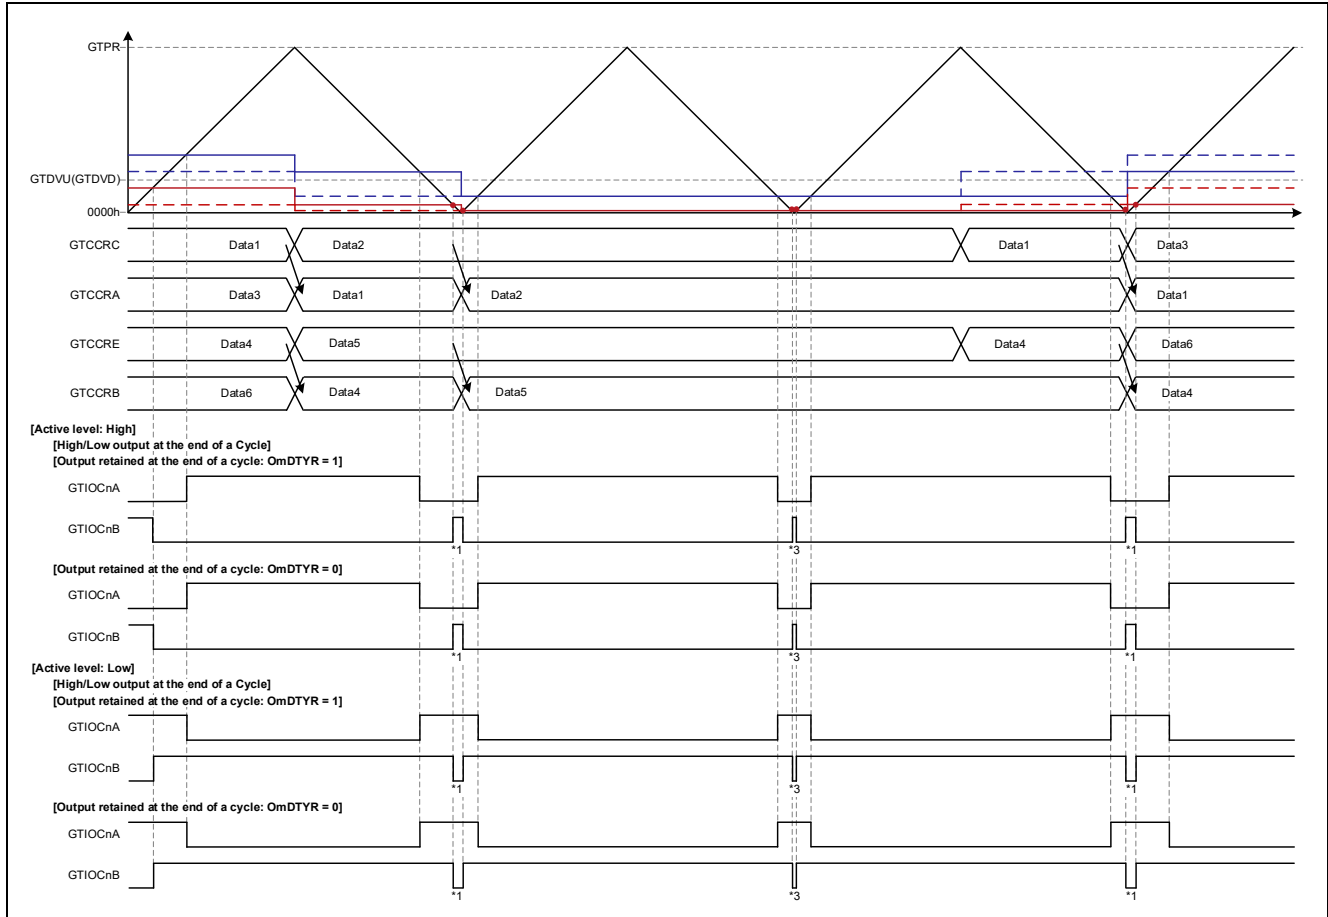 GTPR
GTDVU(GTDVD)
0000h
GTCCRC Data1 Data2 Data1 Data3
GTCCRA Data3 Data1 Data2 Data1
GTCCRE Data4 Data5 Data4 Data6
GTCCRB Data6 Data4 Data5 Data4
[Active level: High]
[High/Low output at the end of a Cycle]
[Output retained at the end of a cycle: OmDTYR = 1]
GTIOCnA
GTIOCnB
*1 *3 *1
[Output retained at the end of a cycle: OmDTYR = 0]
GTIOCnA
GTIOCnB
*1 *3 *1
[Active level: Low]
[High/Low output at the end of a Cycle]
[Output retained at the end of a cycle: OmDTYR = 1]
GTIOCnA
GTIOCnB
*1 *3 *1
[Output retained at the end of a cycle: OmDTYR = 0]
GTIOCnA
GTIOCnB
*1 *3 *1